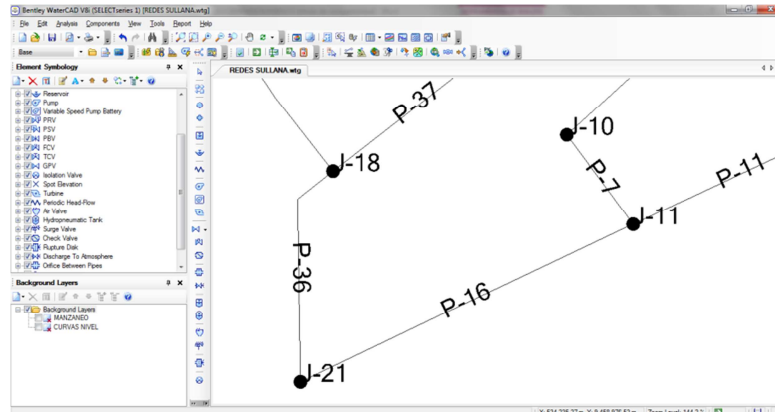 Bentley WaterCAD V8i (SELECTseries 1) [REDES SULLANA.wtg]
File Edit Analysis Components View Tools Report Help
Base
Element Symbology
REDES SULLANA.wtg
Reservoir
Pump
Variable Speed Pump Battery
PRV
PSV
PBV
FCV
TCV
GPV
Isolation Valve
Spot Elevation
Turbine
Periodic Head-Flow
Air Valve
Hydropneumatic Tank
Surge Valve
Check Valve
Rupture Disk
Discharge To Atmosphere
Orifice Between Pipes
Background Layers
Background Layers
MANZANEO
CURVAS NIVEL
P-37
J-10
J-18
P-7
P-11
J-11
P-36
P-16
J-21